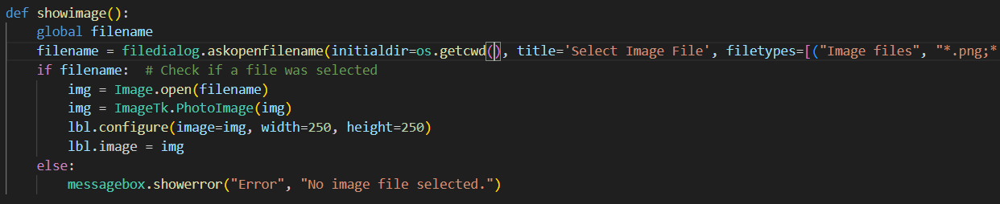 def showimage():
    global filename
    filename = filedialog.askopenfilename(initialdir=os.getcwd(), title='Select Image File', filetypes=[("Image files", "*.png;*
    if filename:  # Check if a file was selected
        img = Image.open(filename)
        img = ImageTk.PhotoImage(img)
        lbl.configure(image=img, width=250, height=250)
        lbl.image = img
    else:
        messagebox.showerror("Error", "No image file selected.")